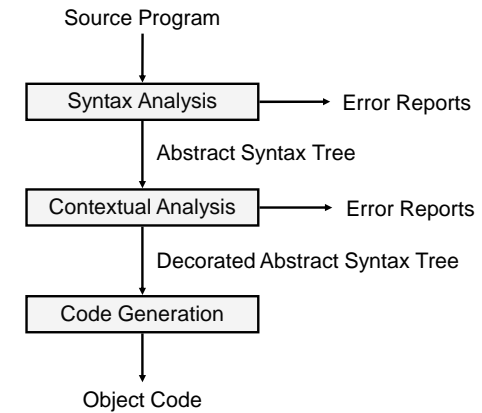 Source Program
Syntax Analysis
Error Reports
Abstract Syntax Tree
Contextual Analysis
Error Reports
Decorated Abstract Syntax Tree
Code Generation
Object Code